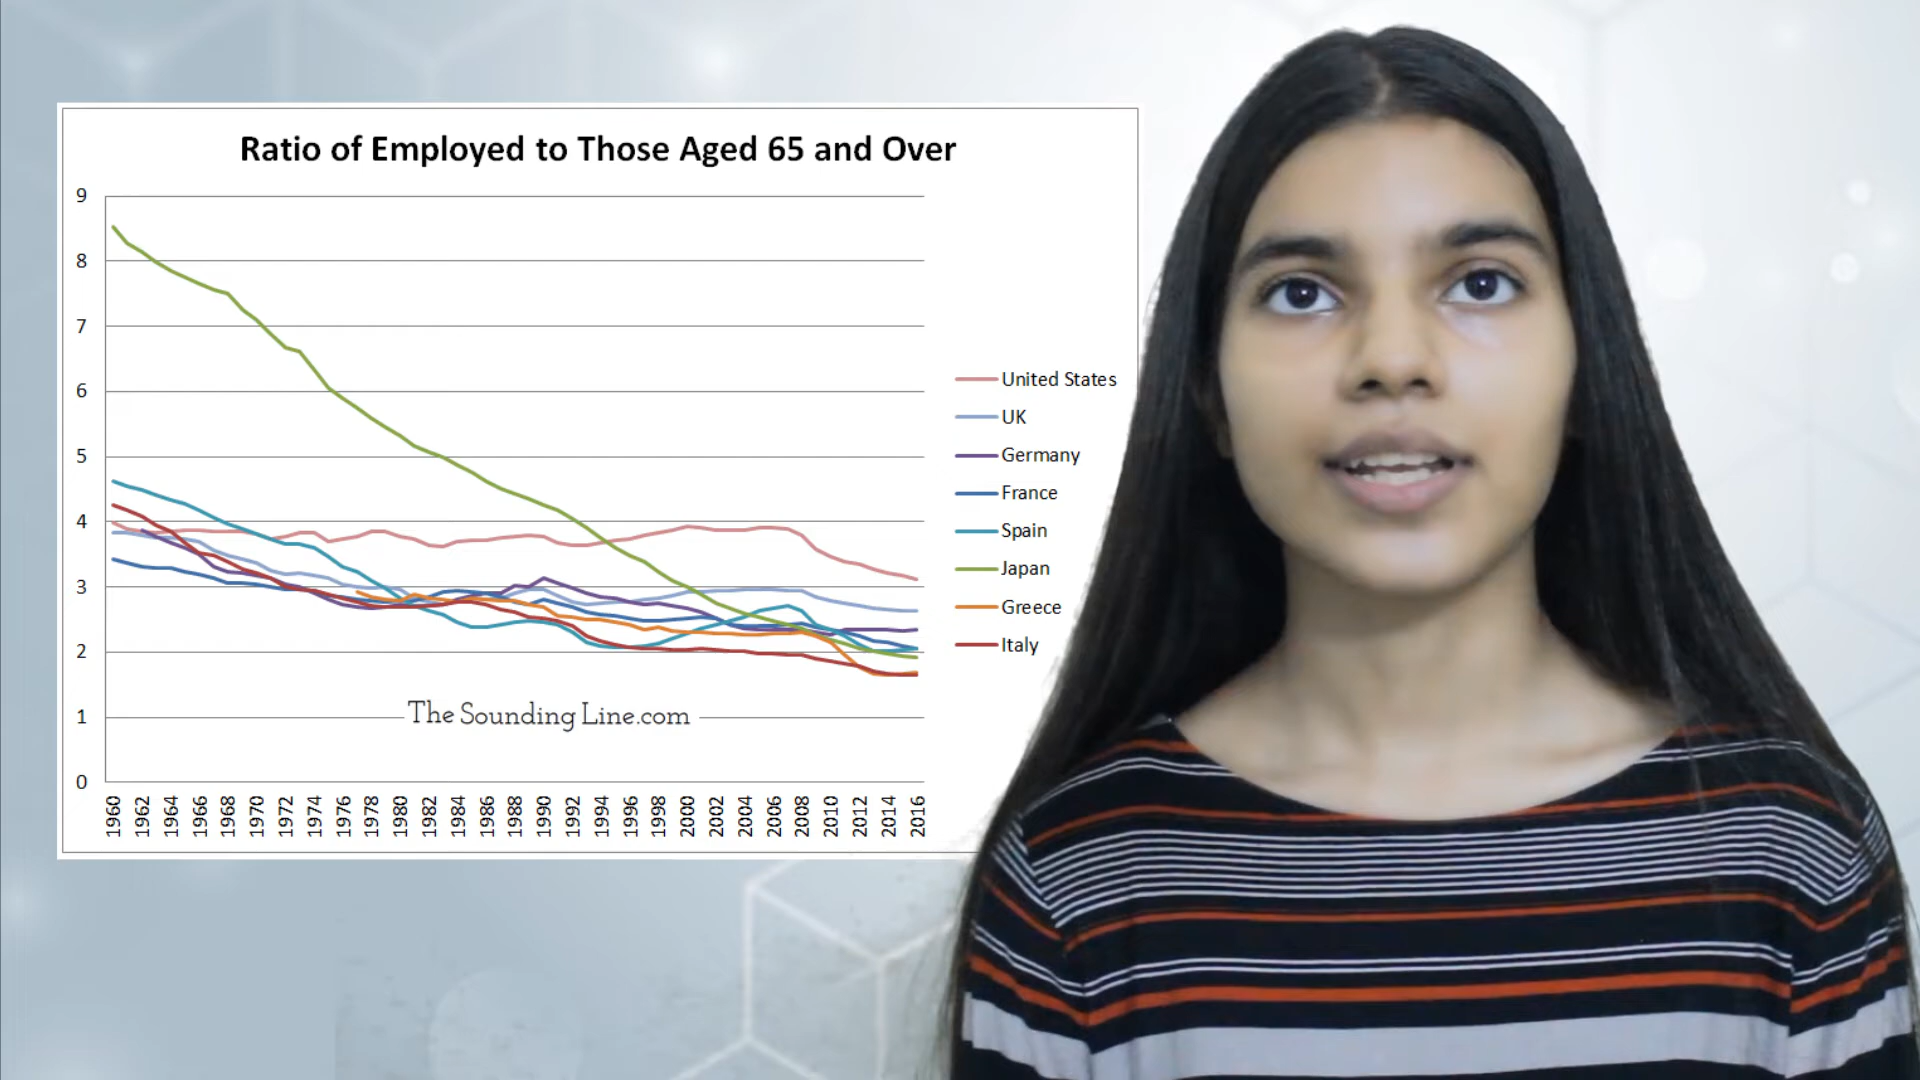 Ratio of Employed to Those Aged 65 and Over
9
8
7
6
5
4
3
2
1
0
United States
UK
Germany
France
Spain
Japan
Greece
Italy
The Sounding Line.com
1960 1962 1964 1966 1968 1970 1972 1974 1976 1978 1980 1982 1984 1986 1988 1990 1992 1994 1996 1998 2000 2002 2004 2006 2008 2010 2012 2014 2016